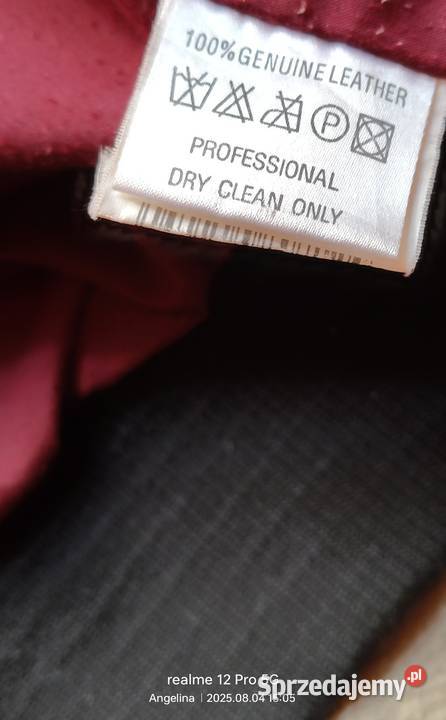 100% GENUINE LEATHER
P
PROFESSIONAL
DRY CLEAN ONLY
realme 12 Pro 5G
Angelina | 2025.08.04 15:05
Sprzedajemy.pl